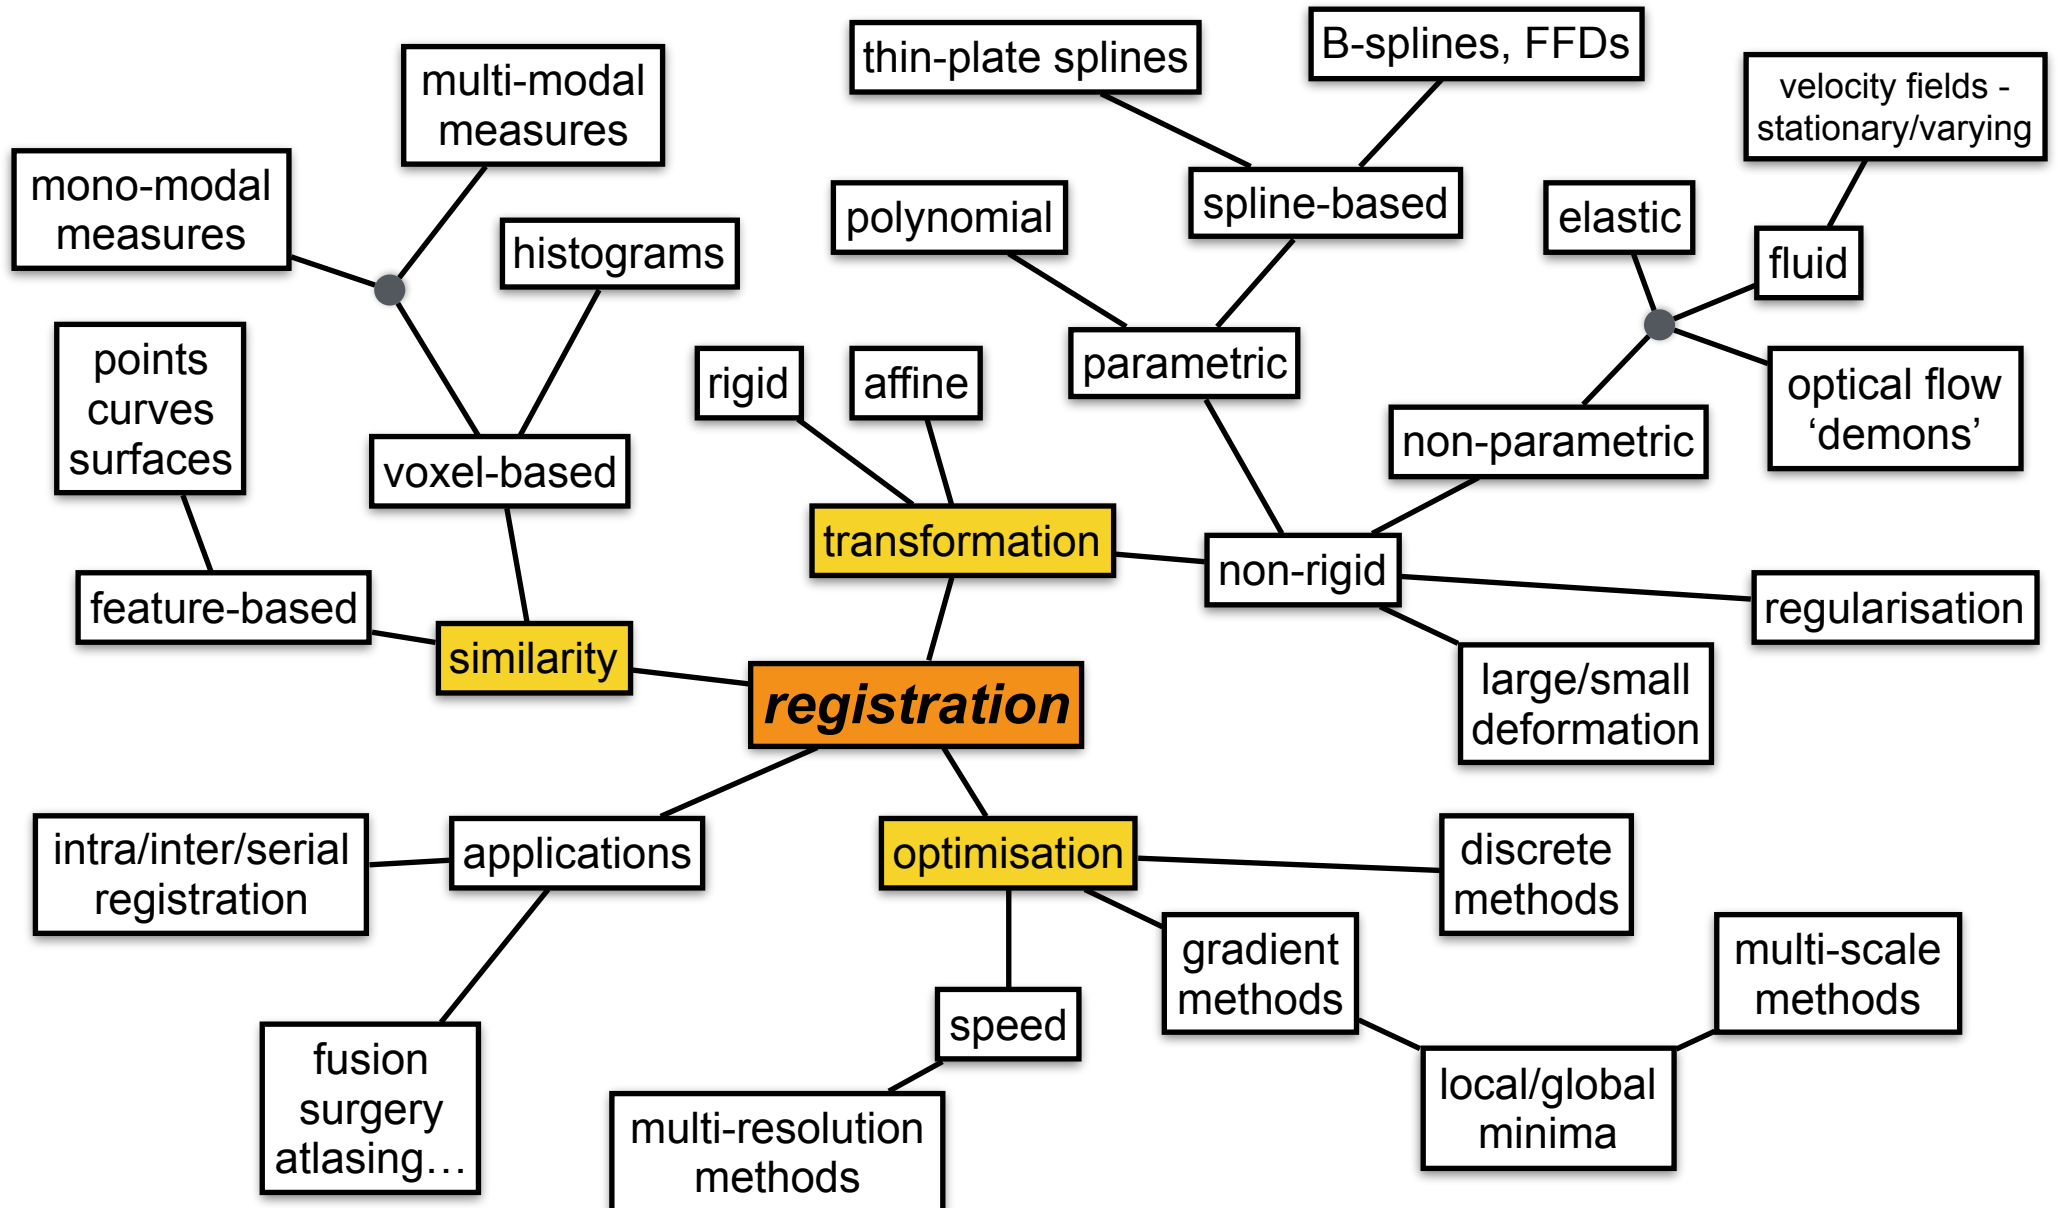 B-splines, FFDs
thin-plate splines
multi-modal
measures
velocity fields -
stationary/varying
mono-modal
measures
polynomial
spline-based
elastic
histograms
fluid
points
curves
surfaces
rigid
affine
parametric
optical flow
‘demons’
non-parametric
voxel-based
transformation
non-rigid
feature-based
regularisation
similarity
registration
large/small
deformation
intra/inter/serial
registration
applications
optimisation
discrete
methods
gradient
methods
multi-scale
methods
speed
fusion
surgery
atlasing…
local/global
minima
multi-resolution
methods